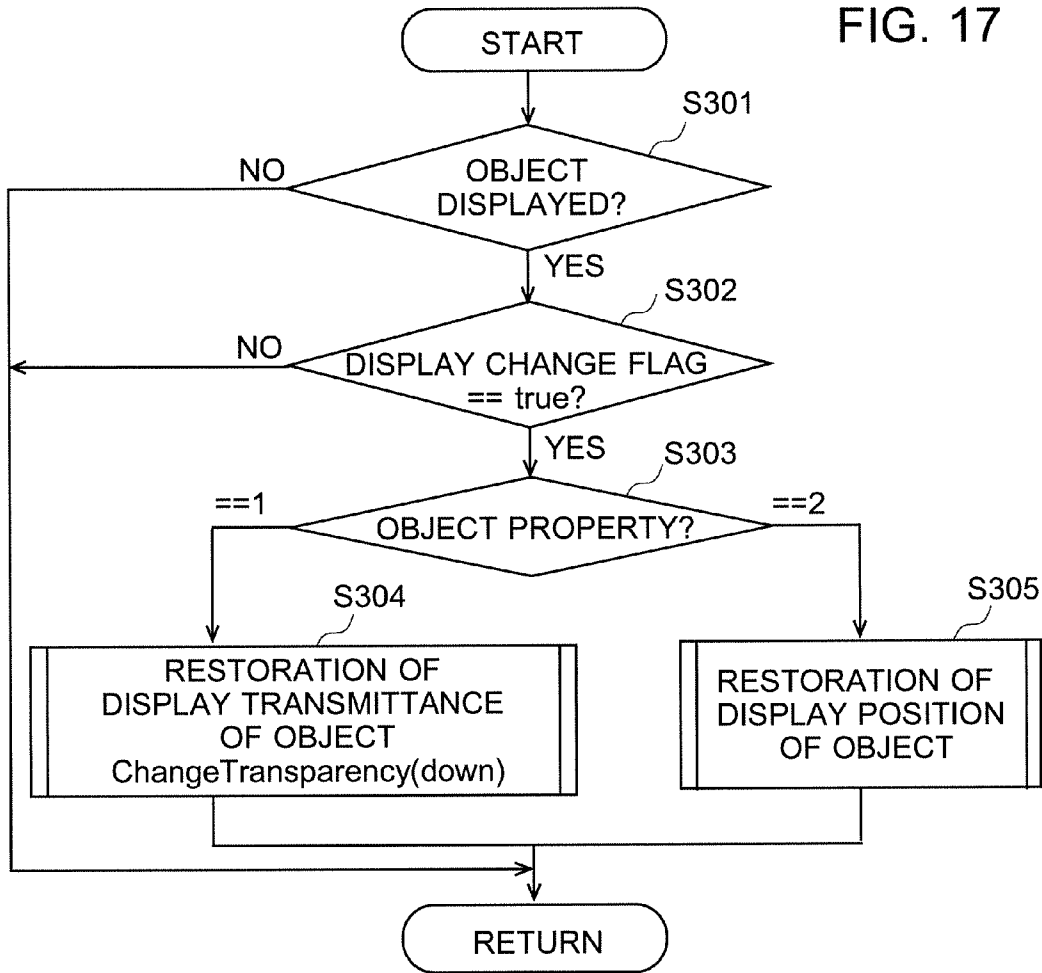 FIG. 17
START
S301
NO
OBJECT
DISPLAYED?
YES
S302
NO
DISPLAY CHANGE FLAG
== true?
YES
S303
==1
OBJECT PROPERTY?
==2
S304
RESTORATION OF
DISPLAY TRANSMITTANCE
OF OBJECT
ChangeTransparency(down)
S305
RESTORATION OF
DISPLAY POSITION
OF OBJECT
RETURN